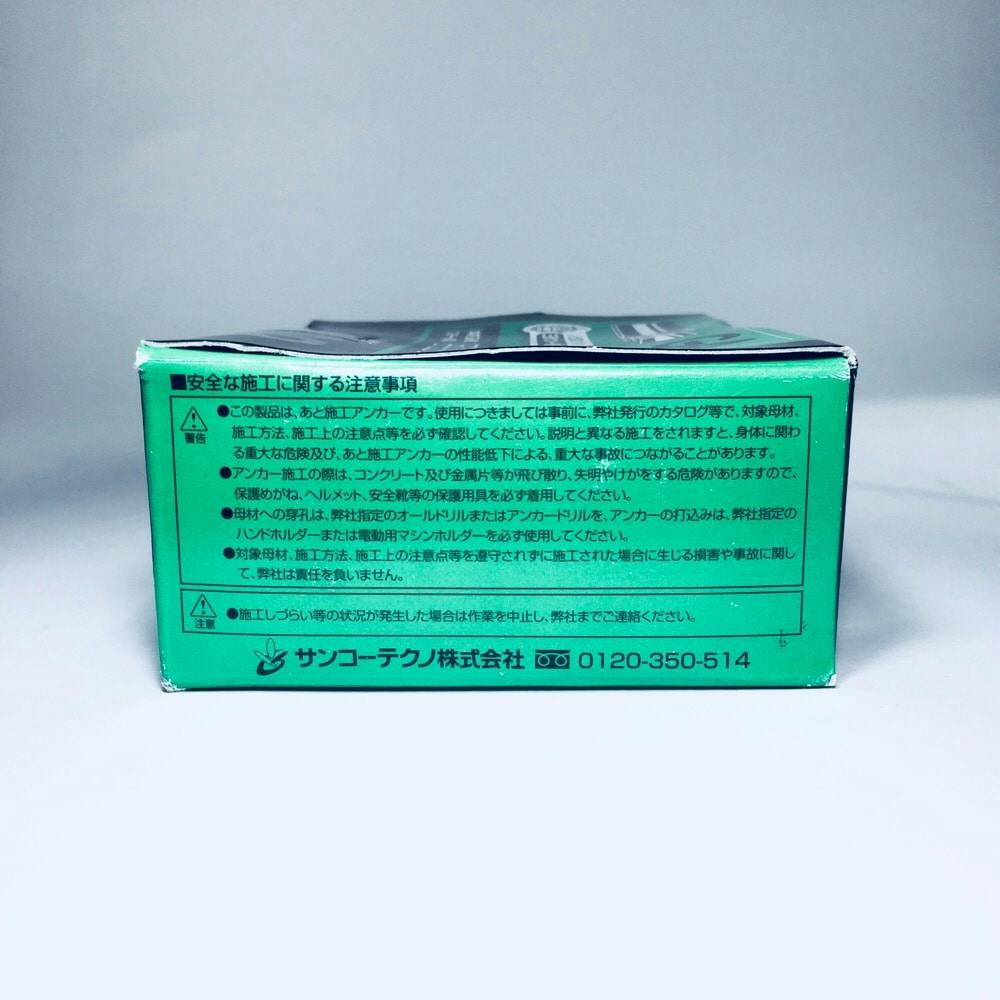 ■安全な施工に関する注意事項
警告
●この製品は、あと施工アンカーです。使用につきましては事前に、弊社発行のカタログ等で、対象母材、
施工方法、施工上の注意点等を必ず確認してください。説明と異なる施工をされますと、身体に関わ
る重大な危険及び、あと施工アンカーの性能低下による、重大な事故につながることがあります。
●アンカー施工の際は、コンクリート及び金属片等が飛び散り、失明やけがをする危険がありますので、
保護めがね、ヘルメット、安全靴等の保護用具を必ず着用してください。
●母材への穿孔は、弊社指定のオールドリルまたはアンカードリルを、アンカーの打込みは、弊社指定の
ハンドホルダーまたは電動用マシンホルダーを必ず使用してください。
●対象母材、施工方法、施工上の注意点等を遵守されずに施工された場合に生じる損害や事故に関し
て、弊社は責任を負いません。
注意
●施工しづらい等の状況が発生した場合は作業を中止し、弊社までご連絡ください。
サンコーテクノ株式会社 0120-350-514